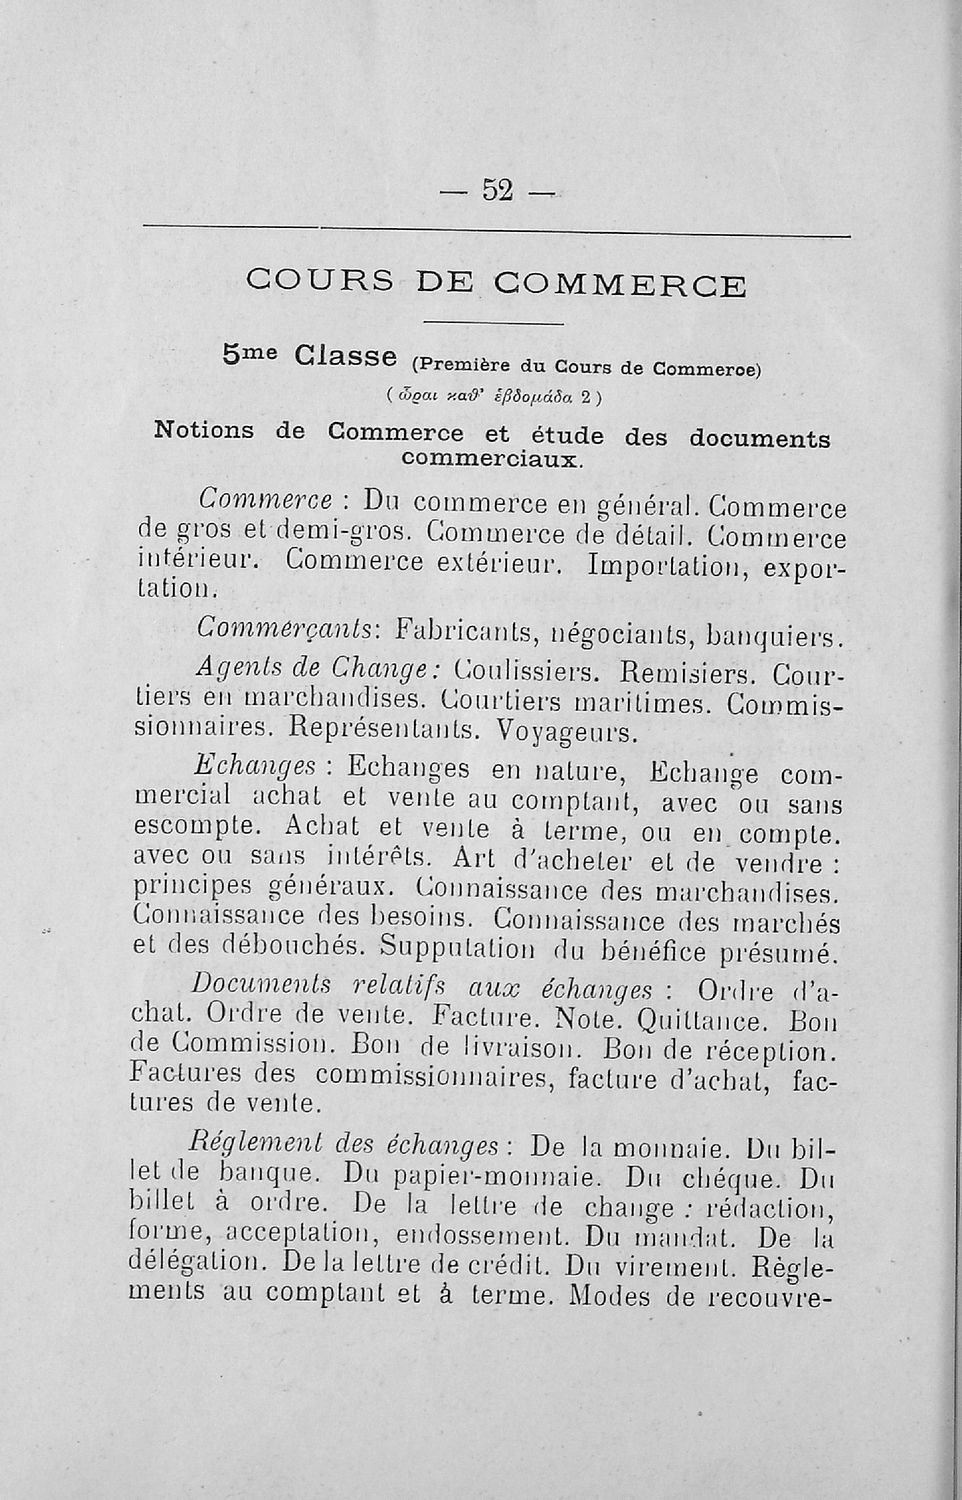 — 52 —
COURS DE COMMERCE
5me Classe (Première du Cours de Commerce)
( ὧραι καθ' ἑβδομάδα 2 )
Notions de Commerce et étude des documents
commerciaux.
Commerce : Du commerce en général. Commerce
de gros et demi-gros. Commerce de détail. Commerce
intérieur. Commerce extérieur. Importation, expor-
tation.
Commerçants: Fabricants, négociants, banquiers.
Agents de Change: Coulissiers. Remisiers. Cour-
tiers en marchandises. Courtiers maritimes. Commis-
sionnaires. Représentants. Voyageurs.
Echanges : Echanges en nature, Echange com-
mercial achat et vente au comptant, avec ou sans
escompte. Achat et vente à terme, ou en compte.
avec ou sans intérêts. Art d'acheter et de vendre :
principes généraux. Connaissance des marchandises.
Connaissance des besoins. Connaissance des marchés
et des débouchés. Supputation du bénéfice présumé.
Documents relatifs aux échanges : Ordre d'a-
chat. Ordre de vente. Facture. Note. Quittance. Bon
de Commission. Bon de livraison. Bon de réception.
Factures des commissionnaires, facture d'achat, fac-
tures de vente.
Réglement des échanges : De la monnaie. Du bil-
let de banque. Du papier-monnaie. Du chéque. Du
billet à ordre. De la lettre de change : rédaction,
forme, acceptation, endossement. Du mandat. De la
délégation. De la lettre de crédit. Du virement. Règle-
ments au comptant et à terme. Modes de recouvre-